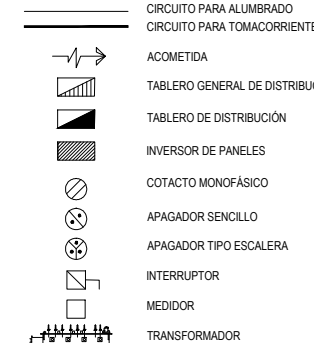 CIRCUITO PARA ALUMBRADO
CIRCUITO PARA TOMACORRIENTE
ACOMETIDA
TABLERO GENERAL DE
TABLERO DE DISTRIBUCIÓN
INVERSOR DE PANELES
COTACTO MONOFÁSICO
APAGADOR SENCILLO
APAGADOR TIPO ESCALERA
INTERRUPTOR
MEDIDOR
TRANSFORMADOR